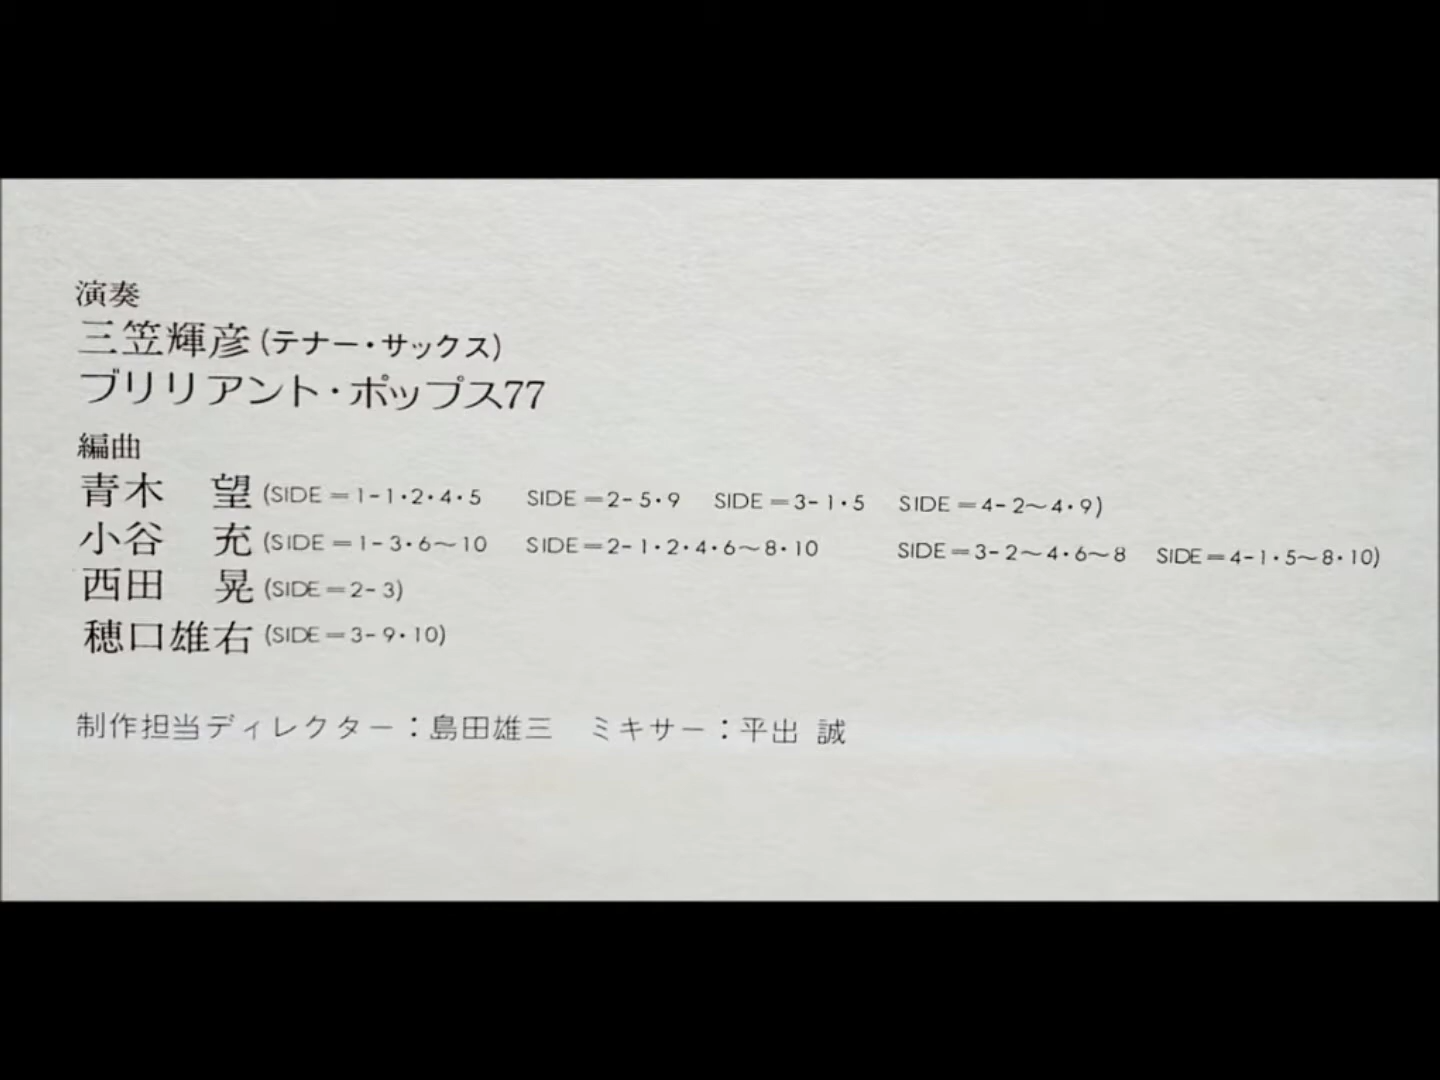 演奏
三笠輝彦(テナー・サックス)
ブリリアント・ポップス77
編曲
青木 望(SIDE=1-1・2・4・5 SIDE=2-5・9 SIDE=3-1・5 SIDE=4-2〜4・9)
小谷 充(SIDE=1-3・6〜10 SIDE=2-1・2・4・6〜8・10 SIDE=3-2〜4・6〜8 SIDE=4-1・5〜8・10)
西田 晃(SIDE=2-3)
穂口雄右(SIDE=3-9・10)
制作担当ディレクター：島田雄三 ミキサー：平出 誠